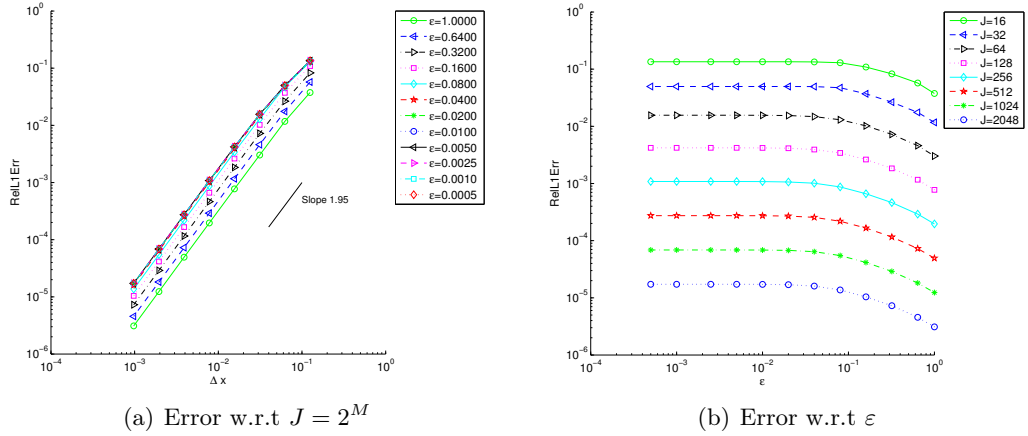 10^0
10^-1
10^-2
10^-3
10^-4
10^-5
10^-6
RelL1Err
10^-4
10^-3
10^-2
10^-1
10^0
Δ x
Slope 1.95
ε=1.0000
ε=0.6400
ε=0.3200
ε=0.1600
ε=0.0800
ε=0.0400
ε=0.0200
ε=0.0100
ε=0.0050
ε=0.0025
ε=0.0010
ε=0.0005
(a) Error w.r.t J = 2^M
10^0
10^-1
10^-2
10^-3
10^-4
10^-5
10^-6
RelL1Err
10^-4
10^-3
10^-2
10^-1
10^0
ε
J=16
J=32
J=64
J=128
J=256
J=512
J=1024
J=2048
(b) Error w.r.t ε